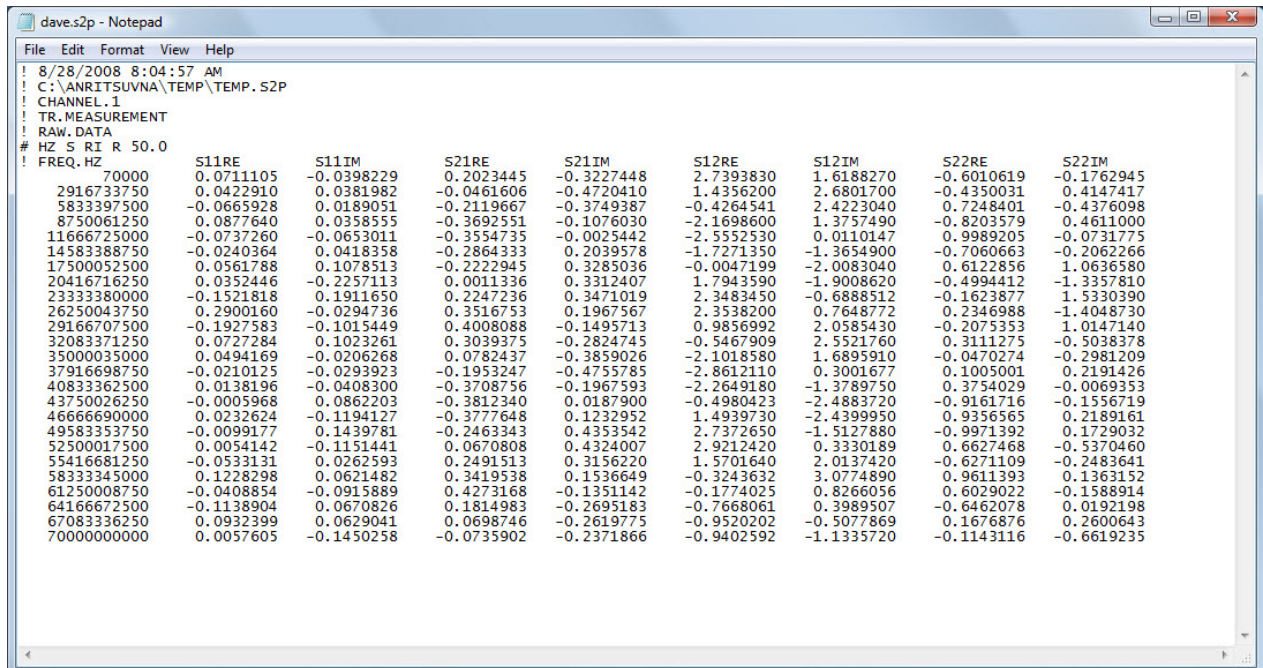 dave.s2p - Notepad
File Edit Format View Help
! 8/28/2008 8:04:57 AM
! C:\ANRITSUVNA\TEMP\TEMP.S2P
! CHANNEL.1
! TR.MEASUREMENT
! RAW.DATA
# HZ S RI R 50.0
! FREQ.HZ S11RE S11IM S21RE S21IM S12RE S12IM S22RE S22IM
70000 0.0711105 -0.0398229 0.2023445 -0.3227448 2.7393830 1.6188270 -0.6010619 -0.1762945
2916733750 0.0422910 0.0381982 -0.0461606 -0.4720410 1.4356200 2.6801700 -0.4350031 0.4147417
5833397500 -0.0665928 0.0189051 -0.2119667 -0.3749387 -0.4264541 2.4223040 0.7248401 -0.4376098
8750061250 0.0877640 0.0358555 -0.3692551 -0.1076030 -2.1698600 1.3757490 -0.8203579 0.4611000
11666725000 -0.0737260 -0.0653011 -0.3554735 -0.0025442 -2.5552530 0.0110147 0.9989205 -0.0731775
14583388750 -0.0240364 0.0418358 -0.2864333 0.2039578 -1.7271350 -1.3654900 -0.7060663 -0.2062266
17500052500 0.0561788 0.1078513 -0.2222945 0.3285036 -0.0047199 -2.0083040 0.6122856 1.0636580
20416716250 0.0352446 -0.2257113 0.0011336 0.3312407 1.7943590 -1.9008620 -0.4994412 -1.3357810
23333380000 -0.1521818 0.1911650 0.2247236 0.3471019 2.3483450 -0.6888512 -0.1623877 1.5330390
26250043750 0.2900160 -0.0294736 0.3516753 0.1967567 2.3538200 0.7648772 0.2346988 -1.4048730
29166707500 -0.1927583 -0.1015449 0.4008088 -0.1495713 0.9856992 2.0585430 -0.2075353 1.0147140
32083371250 0.0727284 0.1023261 0.3039375 -0.2824745 -0.5467909 2.5521760 0.3111275 -0.5038378
35000035000 0.0494169 -0.0206268 0.0782437 -0.3859026 -2.1018580 1.6895910 -0.0470274 -0.2981209
37916698750 -0.0210125 -0.0293923 -0.1953247 -0.4755785 -2.8612110 0.3001677 0.1005001 0.2191426
40833362500 0.0138196 -0.0408300 -0.3708756 -0.1967593 -2.2649180 -1.3789750 0.3754029 -0.0069353
43750026250 -0.0005968 0.0862203 -0.3812340 0.0187900 -0.4980423 -2.4883720 -0.9161716 -0.1556719
46666690000 0.0232624 -0.1194127 -0.3777648 0.1232952 1.4939730 -2.4399950 0.9356565 0.2189161
49583353750 -0.0099177 0.1439781 -0.2463343 0.4353542 2.7372650 -1.5127880 -0.9971392 0.1729032
52500017500 0.0054142 -0.1151441 0.0670808 0.4324007 2.9212420 0.3330189 0.6627468 -0.5370460
55416681250 -0.0533131 0.0262593 0.2491513 0.3156220 1.5701640 2.0137420 -0.6271109 -0.2483641
58333345000 0.1228298 0.0621482 0.3419538 0.1536649 -0.3243632 3.0774890 0.9611393 0.1363152
61250008750 -0.0408854 -0.0915889 0.4273168 -0.1351142 -0.1774025 0.8266056 0.6029022 -0.1588914
64166672500 -0.1138904 0.0670826 0.1814983 -0.2695183 -0.7668061 0.3989507 -0.6462078 0.0192198
67083336250 0.0932399 0.0629041 0.0698746 -0.2619775 -0.9520202 -0.5077869 0.1676876 0.2600643
70000000000 0.0057605 -0.1450258 -0.0735902 -0.2371866 -0.9402592 -1.1335720 -0.1143116 -0.6619235